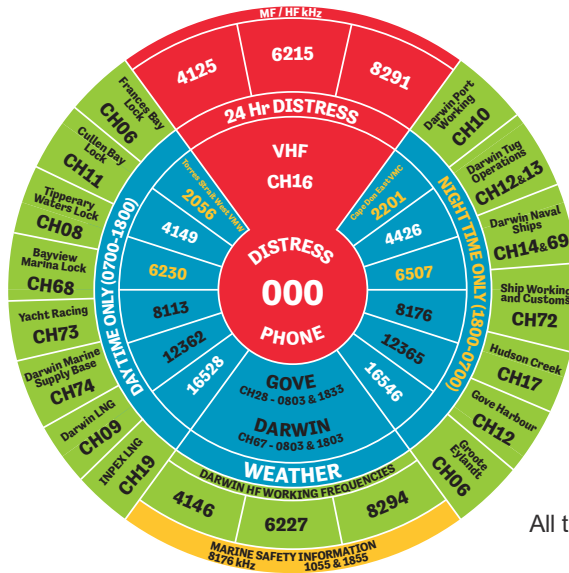 MF / HF kHz
4125
6215
8291
24 Hr DISTRESS
VHF
CH16
DISTRESS
000
PHONE
Frances Bay
Lock
CH06
Cullen Bay
Lock
CH11
Tipperary
Waters Lock
CH08
Bayview
Marina Lock
CH68
Yacht Racing
CH73
Darwin Marine
Supply Base
CH74
Darwin LNG
CH09
INPEX LNG
CH19
DAYTIME ONLY (0700-1800)
Torres Strait West VMW
2056
4149
6230
8113
12362
16528
Cape Don East VMC
2201
4426
6507
8176
12365
16546
NIGHT TIME ONLY (1800-0700)
Darwin Port
Working
CH10
Darwin Tug
Operations
CH12&13
Darwin Naval
Ships
CH14&69
Ship Working
and Customs
CH72
Hudson Creek
CH17
Gove Harbour
CH12
Groote
Eylandt
CH06
GOVE
CH28 - 0803 & 1833
DARWIN
CH67 - 0803 & 1803
WEATHER
DARWIN HF WORKING FREQUENCIES
4146
6227
8294
MARINE SAFETY INFORMATION
8176 kHz 1055 & 1855
All t